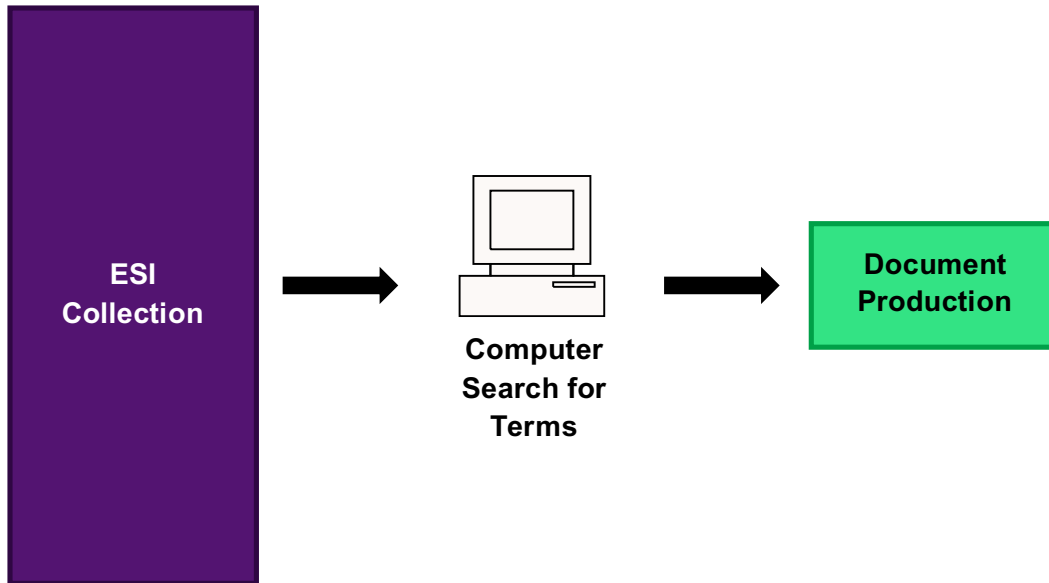 ESI
Collection
Computer
Search for
Terms
Document
Production